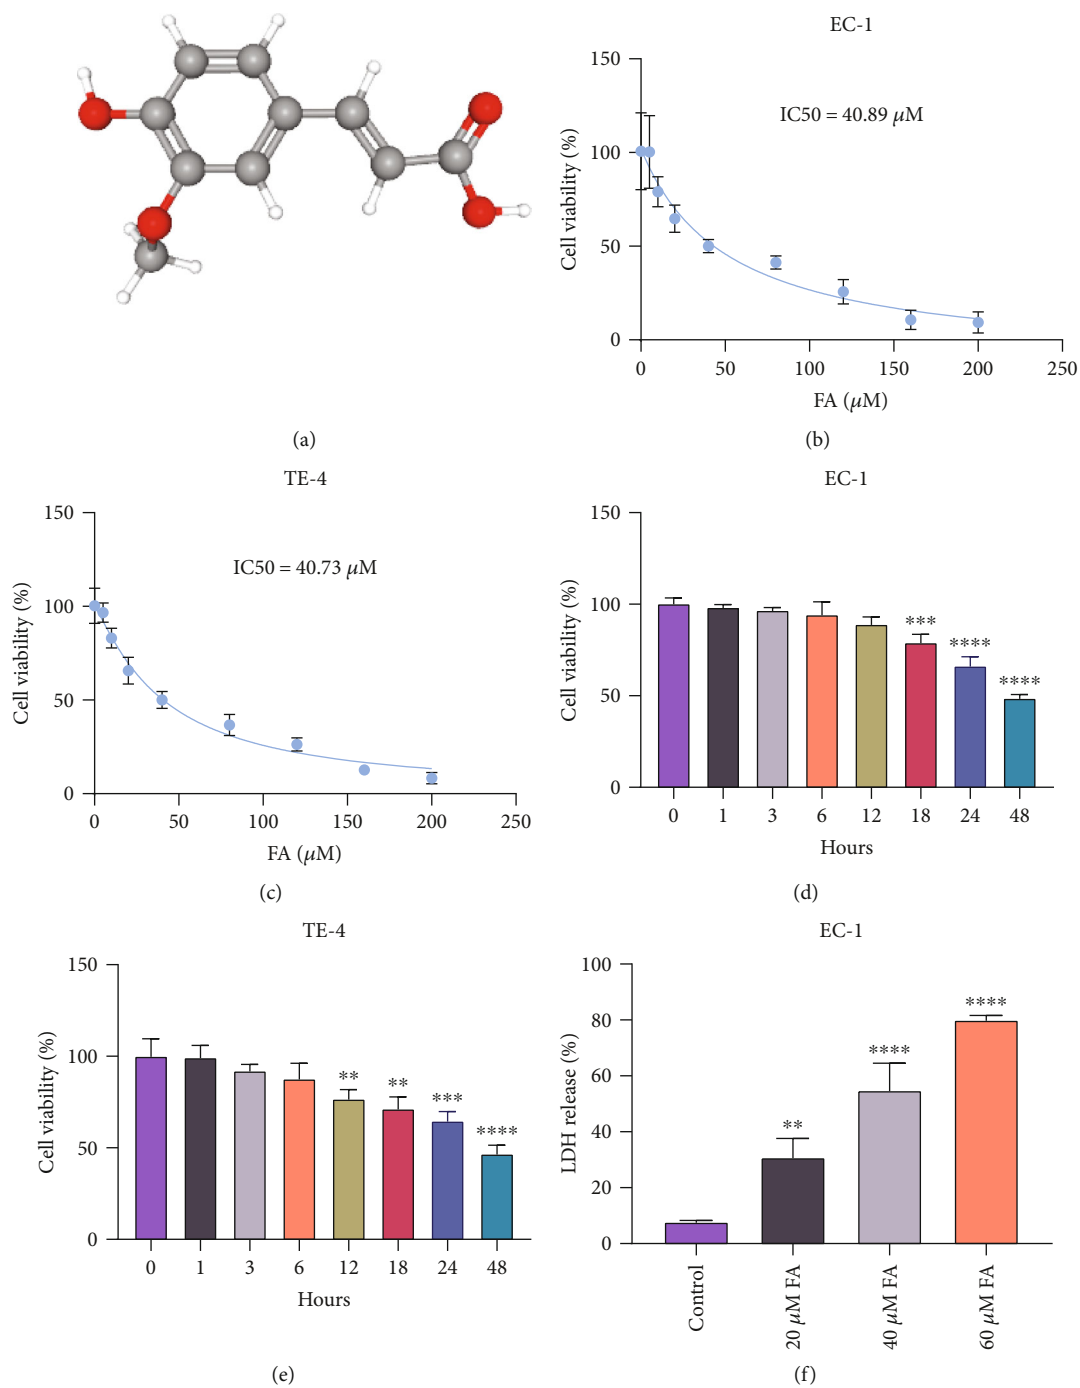 (a)
EC-1
150
100
50
0
Cell viability (%)
IC50 = 40.89 μM
0 50 100 150 200 250
FA (μM)
(b)
TE-4
150
100
50
0
Cell viability (%)
IC50 = 40.73 μM
0 50 100 150 200 250
FA (μM)
(c)
EC-1
150
100
50
0
Cell viability (%)
***
****
****
0 1 3 6 12 18 24 48
Hours
(d)
TE-4
150
100
50
0
Cell viability (%)
** ** ***
****
0 1 3 6 12 18 24 48
Hours
(e)
EC-1
100
80
60
40
20
0
LDH release (%)
**
****
****
Control
20 μM FA
40 μM FA
60 μM FA
(f)